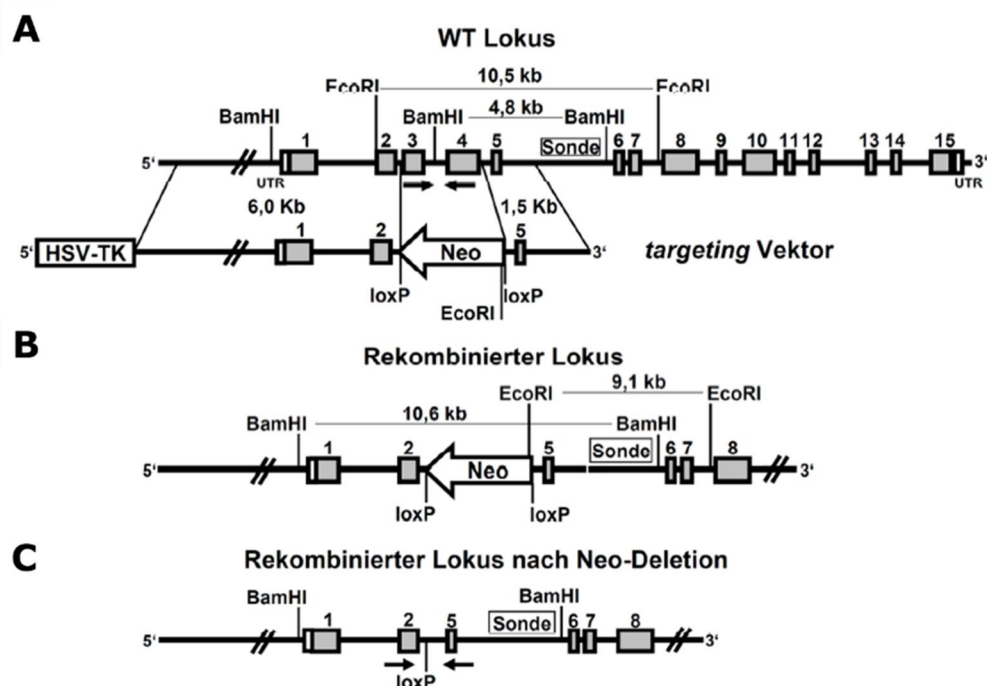 A
WT Lokus
10,5 kb
EcoRI EcoRI
4,8 kb
BamHI BamHI BamHI
1 2 3 4 5 Sonde 6 7 8 9 10 11 12 13 14 15
5‘ 3‘
UTR UTR
6,0 Kb 1,5 Kb
1 2 5
5‘ HSV-TK Neo 3‘ targeting Vektor
loxP loxP
EcoRI
B
Rekombinierter Lokus
9,1 kb
EcoRI EcoRI
10,6 kb
BamHI BamHI
1 2 5 Sonde 6 7 8
5‘ Neo 3‘
loxP loxP
C
Rekombinierter Lokus nach Neo-Deletion
BamHI BamHI
1 2 5 Sonde 6 7 8
5‘ 3‘
loxP